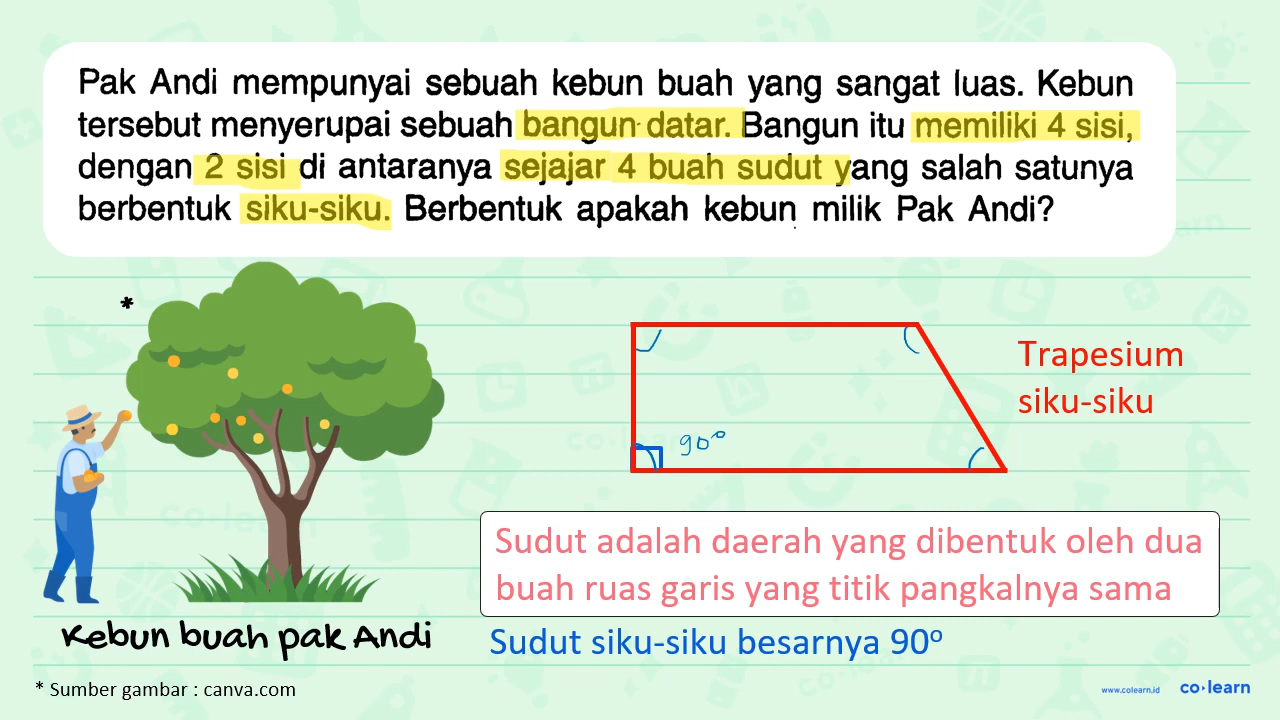 Pak Andi mempunyai sebuah kebun buah yang sangat luas. Kebun
tersebut menyerupai sebuah bangun datar. Bangun itu memiliki 4 sisi,
dengan 2 sisi di antaranya sejajar 4 buah sudut yang salah satunya
berbentuk siku-siku. Berbentuk apakah kebun milik Pak Andi?
*
Trapesium
siku-siku
90°
Sudut adalah daerah yang dibentuk oleh dua
buah ruas garis yang titik pangkalnya sama
Kebun buah pak Andi
Sudut siku-siku besarnya 90°
* Sumber gambar : canva.com
www.colearn.id
co·learn